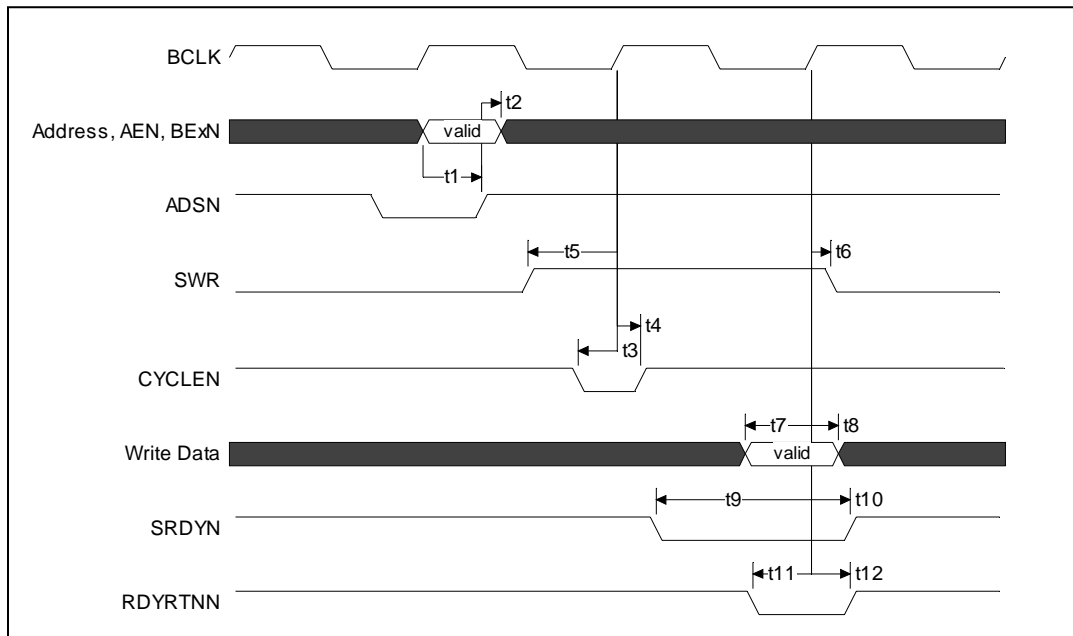 BCLK
t2
Address, AEN, BExN
valid
t1
ADSN
t5
t6
SWR
t4
t3
CYCLEN
t7
t8
Write Data
valid
t9
t10
SRDYN
t11
t12
RDYRTNN